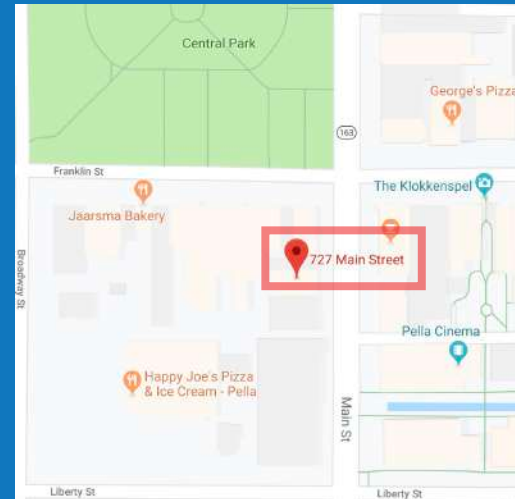 Central Park
George's Pizza
163
Franklin St
The Klokkenspel
Jaarsma Bakery
727 Main Street
Broadway St
Pella Cinema
Happy Joe's Pizza
& Ice Cream - Pella
Main St
Liberty St
Liberty St